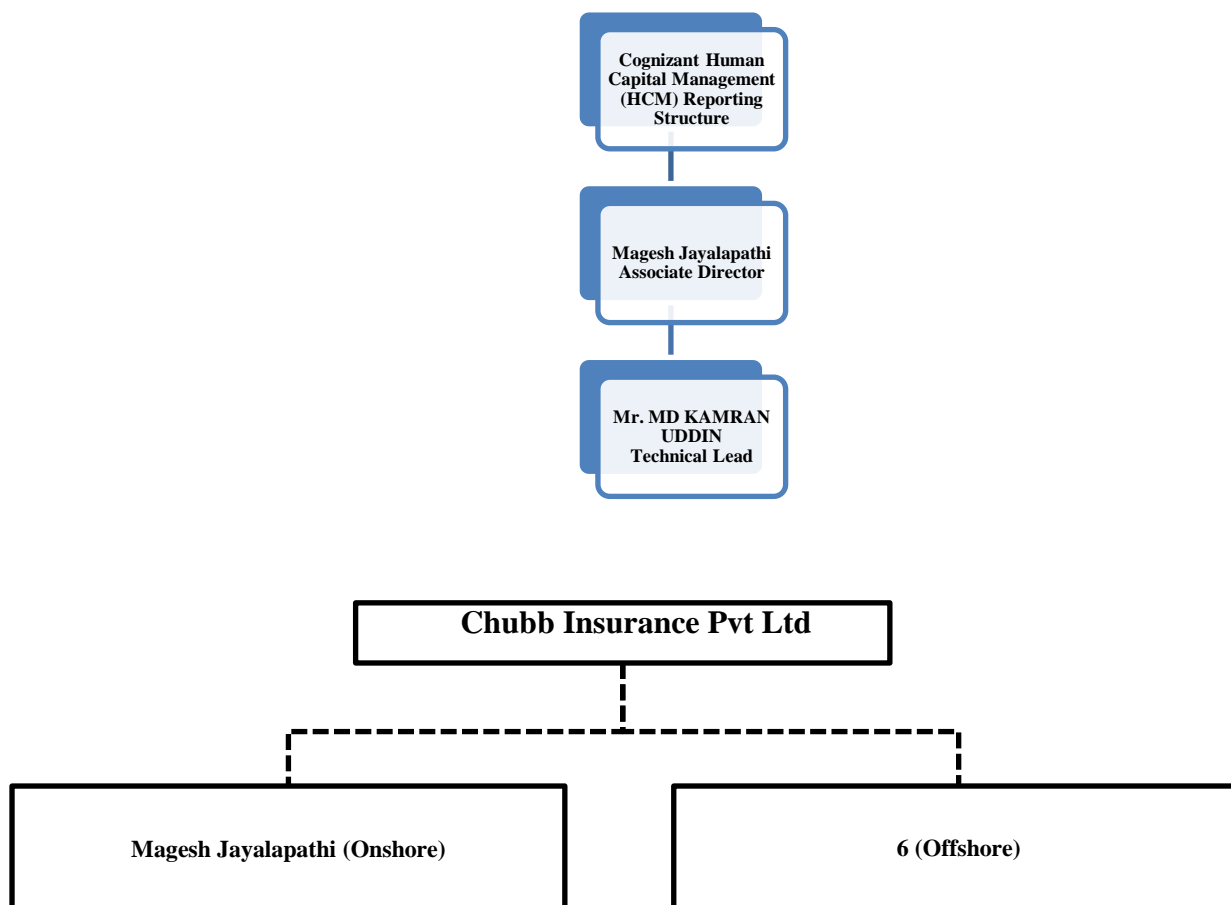 Cognizant Human
Capital Management
(HCM) Reporting
Structure
Magesh Jayalapathi
Associate Director
Mr. MD KAMRAN
UDDIN
Technical Lead
Chubb Insurance Pvt Ltd
Magesh Jayalapathi (Onshore)
6 (Offshore)